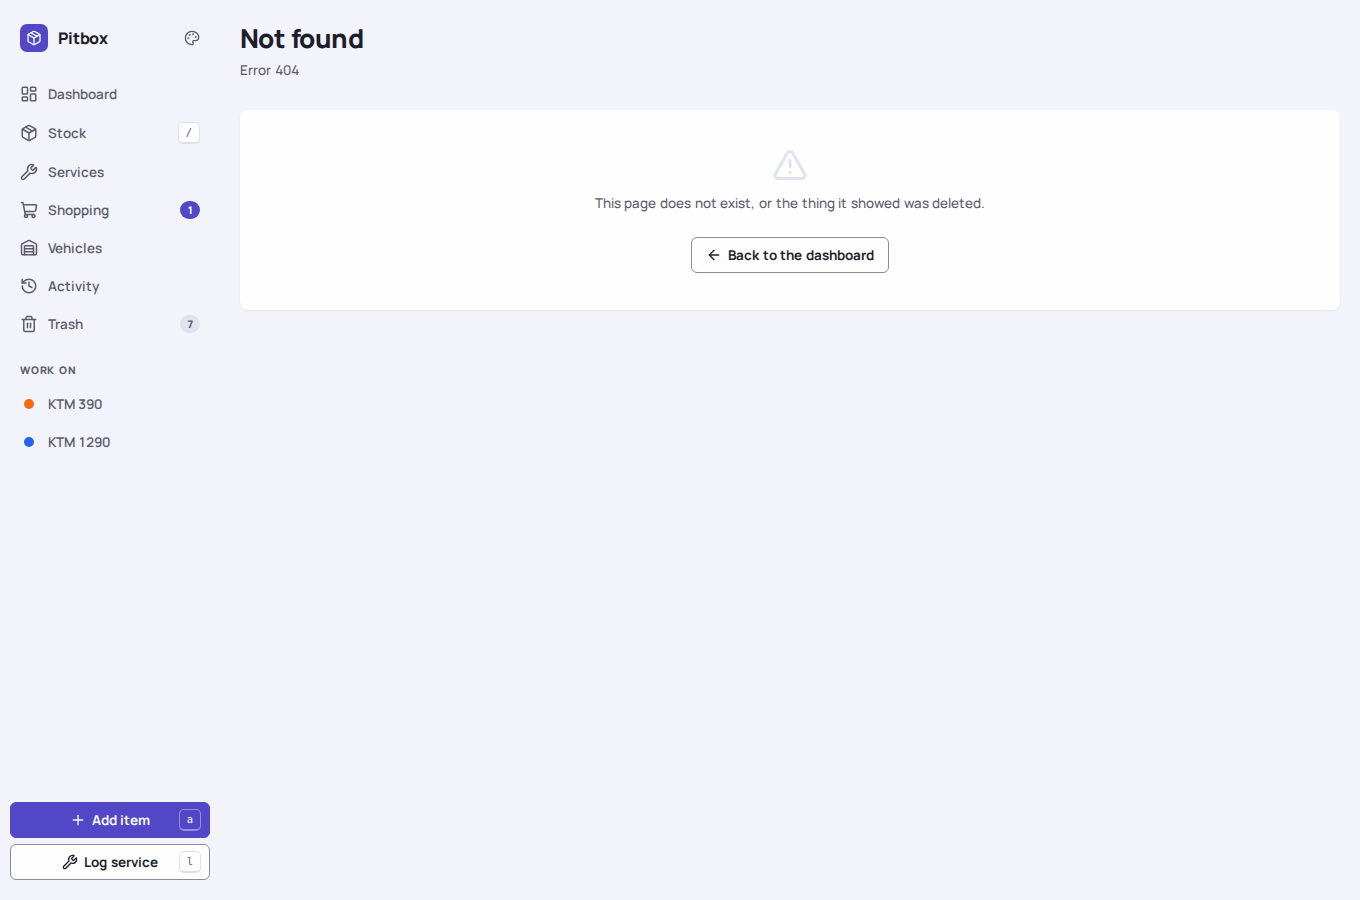 Pitbox
Dashboard
Stock /
Services
Shopping 1
Vehicles
Activity
Trash 7
WORK ON
KTM 390
KTM 1290
Add item a
Log service l
Not found
Error 404
This page does not exist, or the thing it showed was deleted.
Back to the dashboard